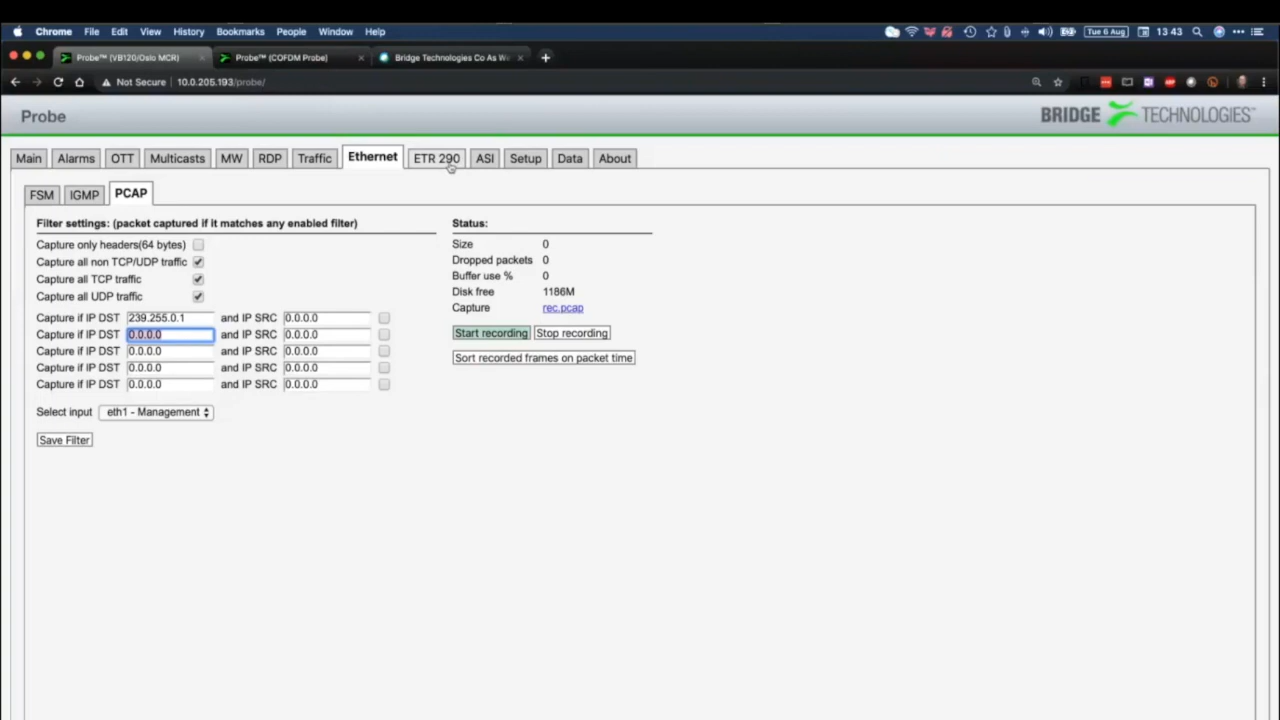 Chrome File Edit View History Bookmarks People Window Help Tue 6 Aug 13 43
Probe™ (VB120/Oslo MCR) Probe™ (COFDM Probe) Bridge Technologies Co As
Not Secure 10.0.205.193/probe/
Probe BRIDGE TECHNOLOGIES™
Main Alarms OTT Multicasts MW RDP Traffic Ethernet ETR 290 ASI Setup Data About
FSM IGMP PCAP
Filter settings: (packet captured if it matches any enabled filter)
Capture only headers(64 bytes)
Capture all non TCP/UDP traffic
Capture all TCP traffic
Capture all UDP traffic
Capture if IP DST 239.255.0.1 and IP SRC 0.0.0.0
Capture if IP DST 0.0.0.0 and IP SRC 0.0.0.0
Capture if IP DST 0.0.0.0 and IP SRC 0.0.0.0
Capture if IP DST 0.0.0.0 and IP SRC 0.0.0.0
Capture if IP DST 0.0.0.0 and IP SRC 0.0.0.0
Select input eth1 - Management
Save Filter
Status:
Size 0
Dropped packets 0
Buffer use % 0
Disk free 1186M
Capture rec.pcap
Start recording Stop recording
Sort recorded frames on packet time